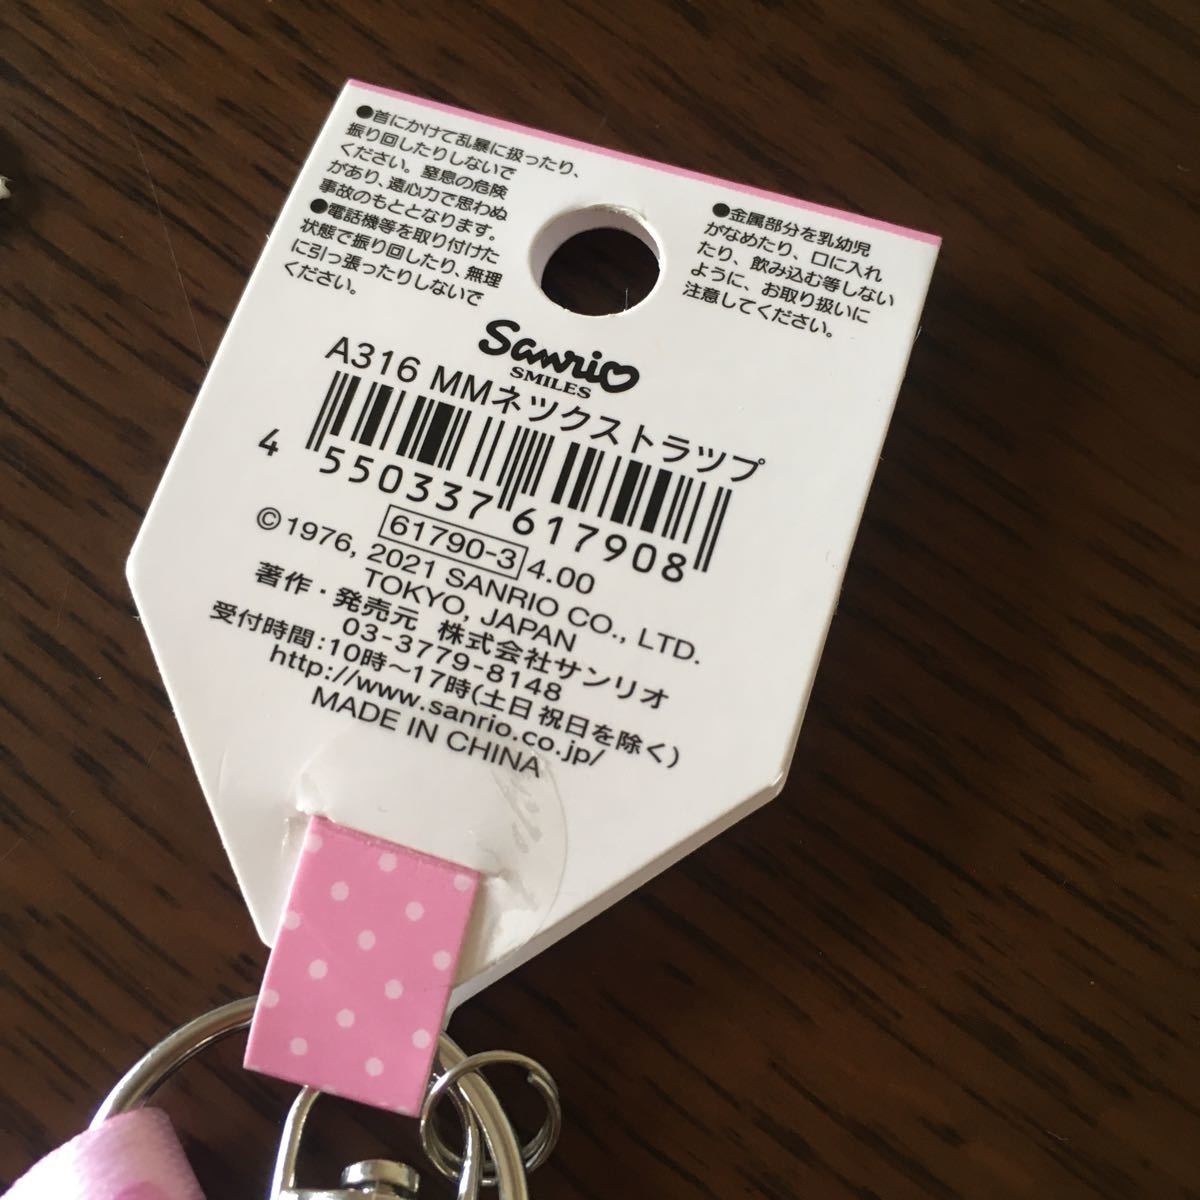 ●首にかけて乱暴に扱ったり、
振り回したりしないで
ください。窒息の危険
があり、遠心力で思わぬ
事故のもととなります。
●電話機等を取り付けた
状態で振り回したり、無理
に引っ張ったりしないで
ください。
●金属部分を乳幼児
がなめたり、口に入れ
たり、飲み込む等しない
ように、お取り扱いに
注意してください。
Sanrio
SMILES
A316 MMネツクストラツプ
4 550337 617908
61790-3 4.00
©1976, 2021 SANRIO CO., LTD.
TOKYO, JAPAN
著作・発売元 株式会社サンリオ
03-3779-8148
受付時間:10時～17時(土日祝日を除く)
http://www.sanrio.co.jp/
MADE IN CHINA